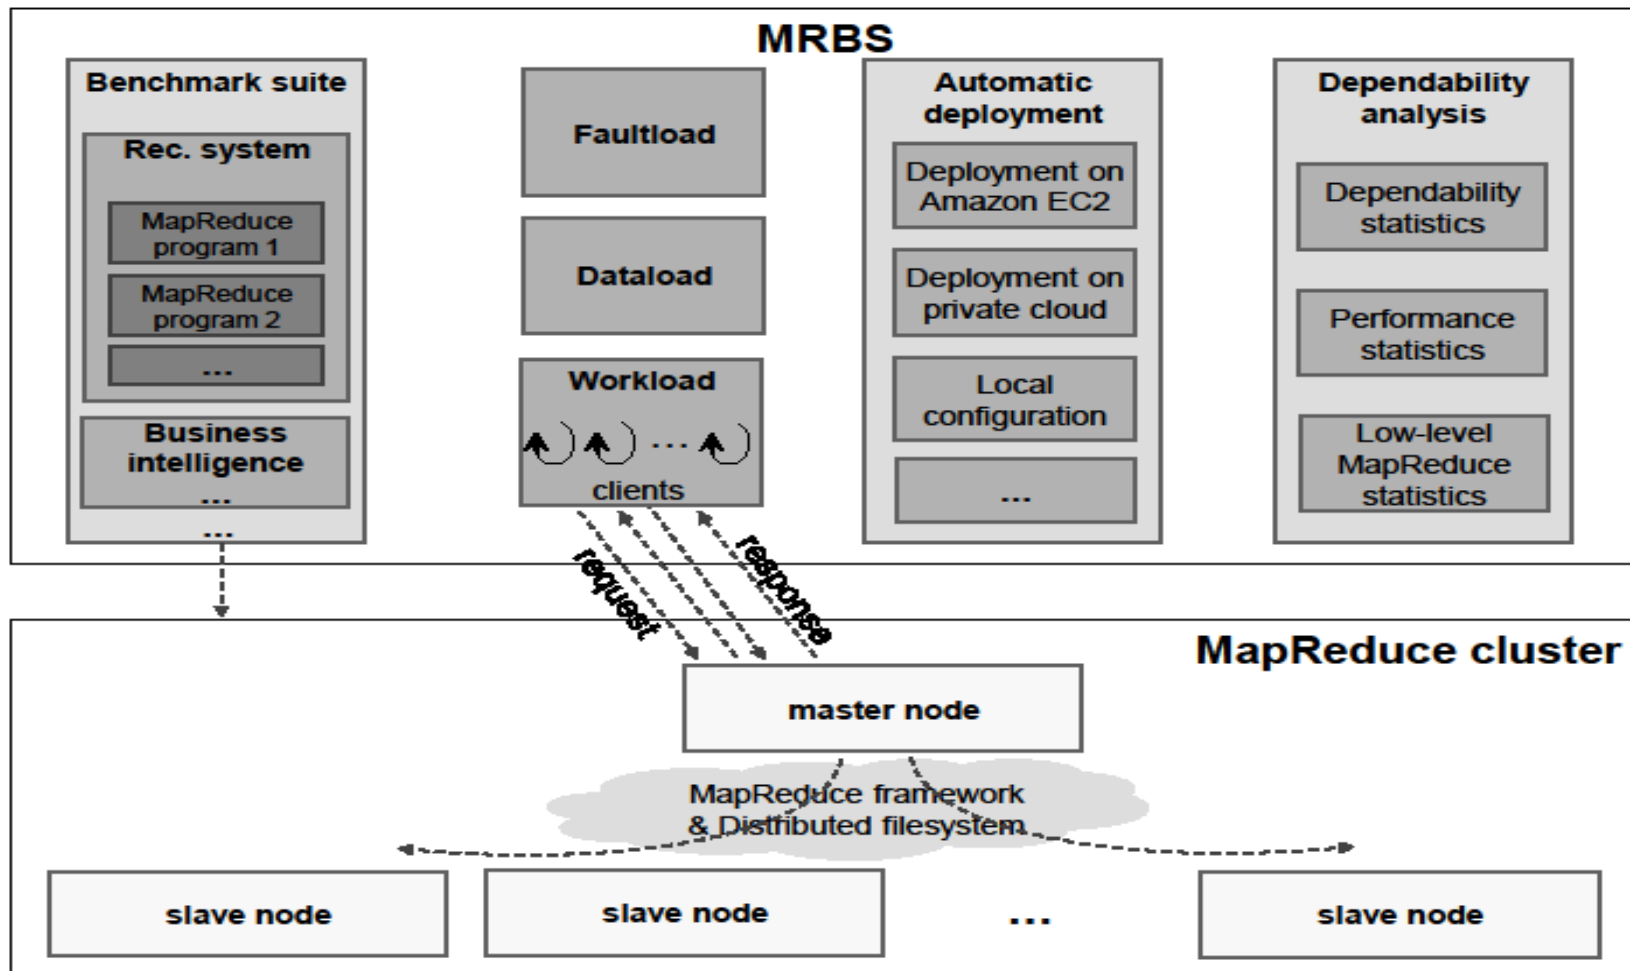 MRBS
Benchmark suite
Rec. system
MapReduce
program 1
MapReduce
program 2
...
Business
intelligence
...
...
Faultload
Dataload
Workload
...
clients
Automatic
deployment
Deployment on
Amazon EC2
Deployment on
private cloud
Local
configuration
...
Dependability
analysis
Dependability
statistics
Performance
statistics
Low-level
MapReduce
statistics
request
response
MapReduce cluster
master node
MapReduce framework
& Distributed filesystem
slave node
slave node
...
slave node